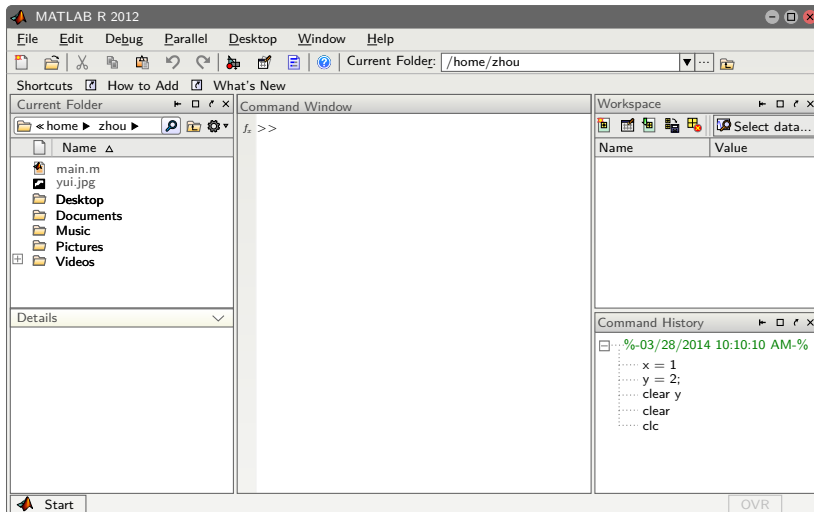 MATLAB R 2012
File Edit Debug Parallel Desktop Window Help
Current Folder: /home/zhou
Shortcuts How to Add What's New
Current Folder
« home ▶ zhou ▶
Name
main.m
yui.jpg
Desktop
Documents
Music
Pictures
Videos
Details
Command Window
fx >>
Workspace
Select data...
Name Value
Command History
%-03/28/2014 10:10:10 AM-%
x = 1
y = 2;
clear y
clear
clc
Start
OVR